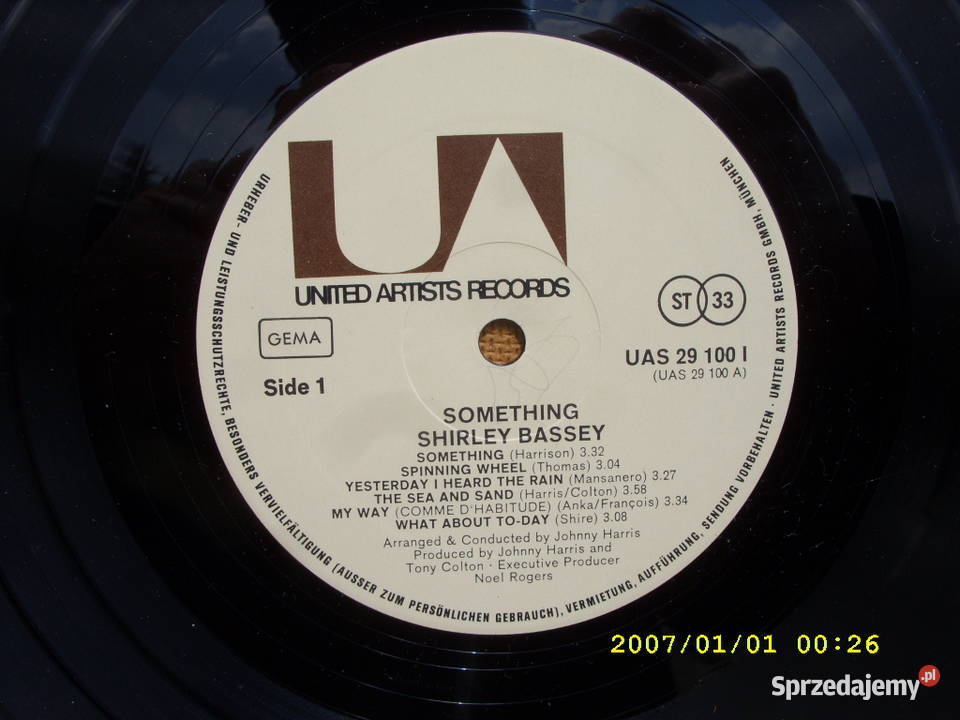 UA
UNITED ARTISTS RECORDS
GEMA
ST 33
Side 1
UAS 29 100 I
(UAS 29 100 A)
SOMETHING
SHIRLEY BASSEY
SOMETHING (Harrison) 3.32
SPINNING WHEEL (Thomas) 3.04
YESTERDAY I HEARD THE RAIN (Mansanero) 3.27
THE SEA AND SAND (Harris/Colton) 3.58
MY WAY (COMME D'HABITUDE) (Anka/François) 3.34
WHAT ABOUT TO-DAY (Shire) 3.08
Arranged & Conducted by Johnny Harris
Produced by Johnny Harris and
Tony Colton · Executive Producer
Noel Rogers
URHEBER- UND LEISTUNGSSCHUTZRECHTE, BESONDERS VERVIELFÄLTIGUNG (AUSSER ZUM PERSÖNLICHEN GEBRAUCH), VERMIETUNG, AUFFÜHRUNG, SENDUNG VORBEHALTEN · UNITED ARTISTS RECORDS GMBH, MÜNCHEN
2007/01/01 00:26
Sprzedajemy.pl